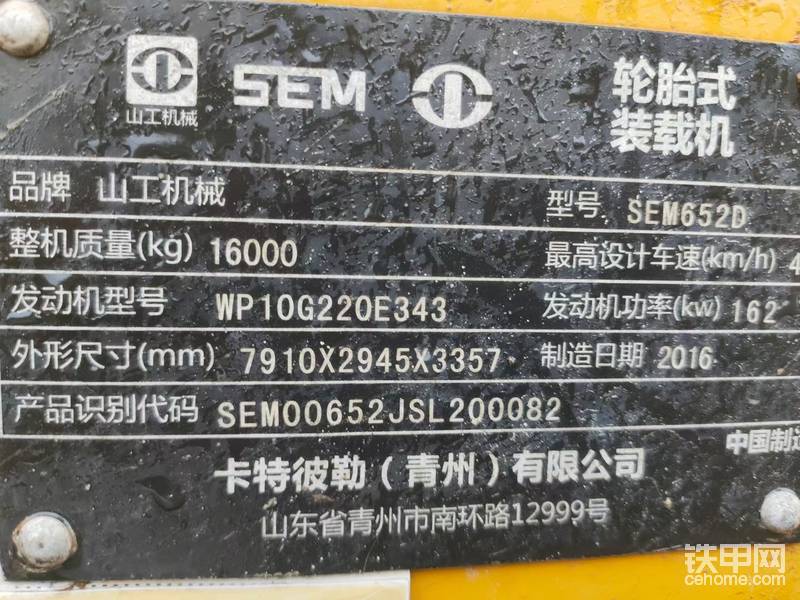 山工机械
SEM
轮胎式
装载机
品牌 山工机械 型号 SEM652D
整机质量(kg) 16000 最高设计车速(km/h) 4
发动机型号 WP10G220E343 发动机功率(kw) 162
外形尺寸(mm) 7910X2945X3357 制造日期 2016
产品识别代码 SEM00652JSL200082
中国制造
卡特彼勒(青州)有限公司
山东省青州市南环路12999号
铁甲网
cehome.com